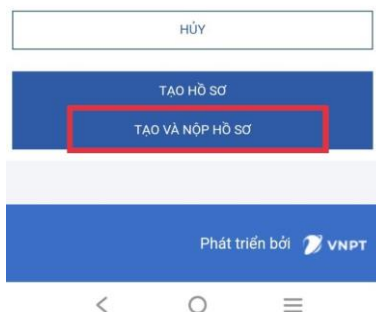 HỦY
TẠO HỒ SƠ
TẠO VÀ NỘP HỒ SƠ
Phát triển bởi VNPT